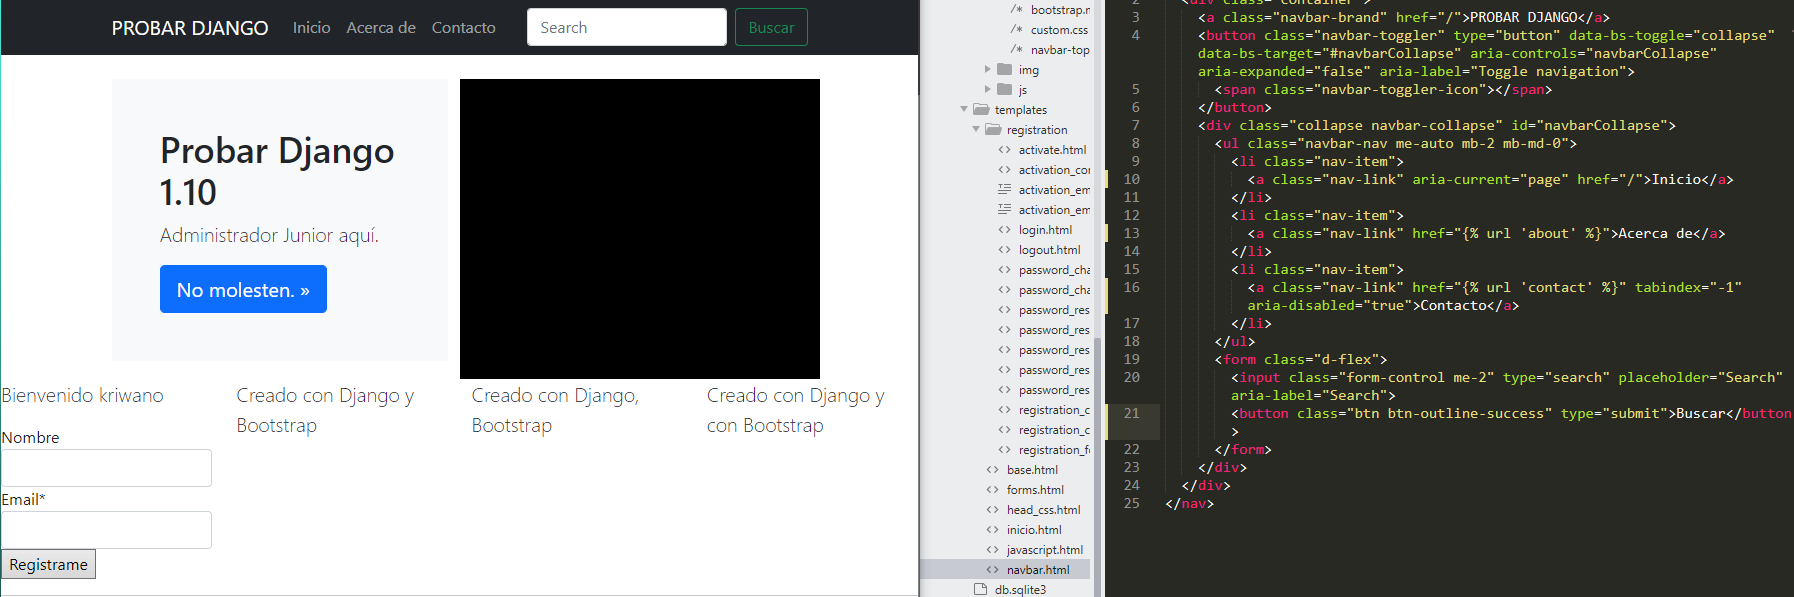 PROBAR DJANGO Inicio Acerca de Contacto Search Buscar
Probar Django
1.10
Administrador Junior aquí.
No molesten. »
Bienvenido kriwano
Creado con Django y
Bootstrap
Creado con Django,
Bootstrap
Creado con Django y
con Bootstrap
Nombre
Email*
Registrame
/* bootstrap.n
/* custom.css
/* navbar-top
img
js
templates
registration
<> activate.html
<> activation_cor
activation_em
activation_em
<> login.html
<> logout.html
<> password_cha
<> password_cha
<> password_res
<> password_res
<> password_res
<> password_res
<> password_res
<> registration_c
<> registration_c
<> registration_f
<> base.html
<> forms.html
<> head_css.html
<> inicio.html
<> javascript.html
<> navbar.html
db.sqlite3
2 <div class="container">
3 <a class="navbar-brand" href="/">PROBAR DJANGO</a>
4 <button class="navbar-toggler" type="button" data-bs-toggle="collapse"
data-bs-target="#navbarCollapse" aria-controls="navbarCollapse"
aria-expanded="false" aria-label="Toggle navigation">
5 <span class="navbar-toggler-icon"></span>
6 </button>
7 <div class="collapse navbar-collapse" id="navbarCollapse">
8 <ul class="navbar-nav me-auto mb-2 mb-md-0">
9 <li class="nav-item">
10 <a class="nav-link" aria-current="page" href="/">Inicio</a>
11 </li>
12 <li class="nav-item">
13 <a class="nav-link" href="{% url 'about' %}">Acerca de</a>
14 </li>
15 <li class="nav-item">
16 <a class="nav-link" href="{% url 'contact' %}" tabindex="-1"
aria-disabled="true">Contacto</a>
17 </li>
18 </ul>
19 <form class="d-flex">
20 <input class="form-control me-2" type="search" placeholder="Search"
aria-label="Search">
21 <button class="btn btn-outline-success" type="submit">Buscar</button
>
22 </form>
23 </div>
24 </div>
25 </nav>